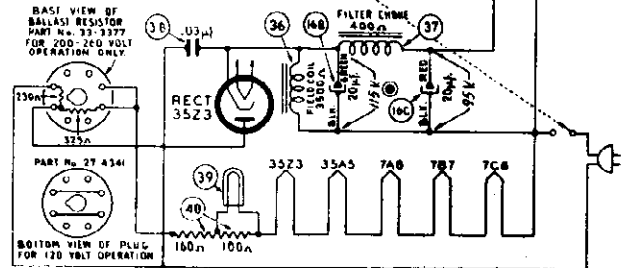 BASE VIEW OF
BALLAST RESISTOR
PART No. 33-3377
FOR 200-260 VOLT
OPERATION ONLY.
239Ω
325Ω
PART No 27 4341
BOTTOM VIEW OF PLUG
FOR 120 VOLT OPERATION
38
.03µf
RECT
35Z3
36
FIELD COIL
3500Ω
16B
GREEN
BLK.
20µf.
115V
FILTER CHOKE
400Ω
37
RED
BLK.
16C
20µf.
95V
39
40
160Ω
100Ω
35Z3
35A5
7A8
7B7
7C6